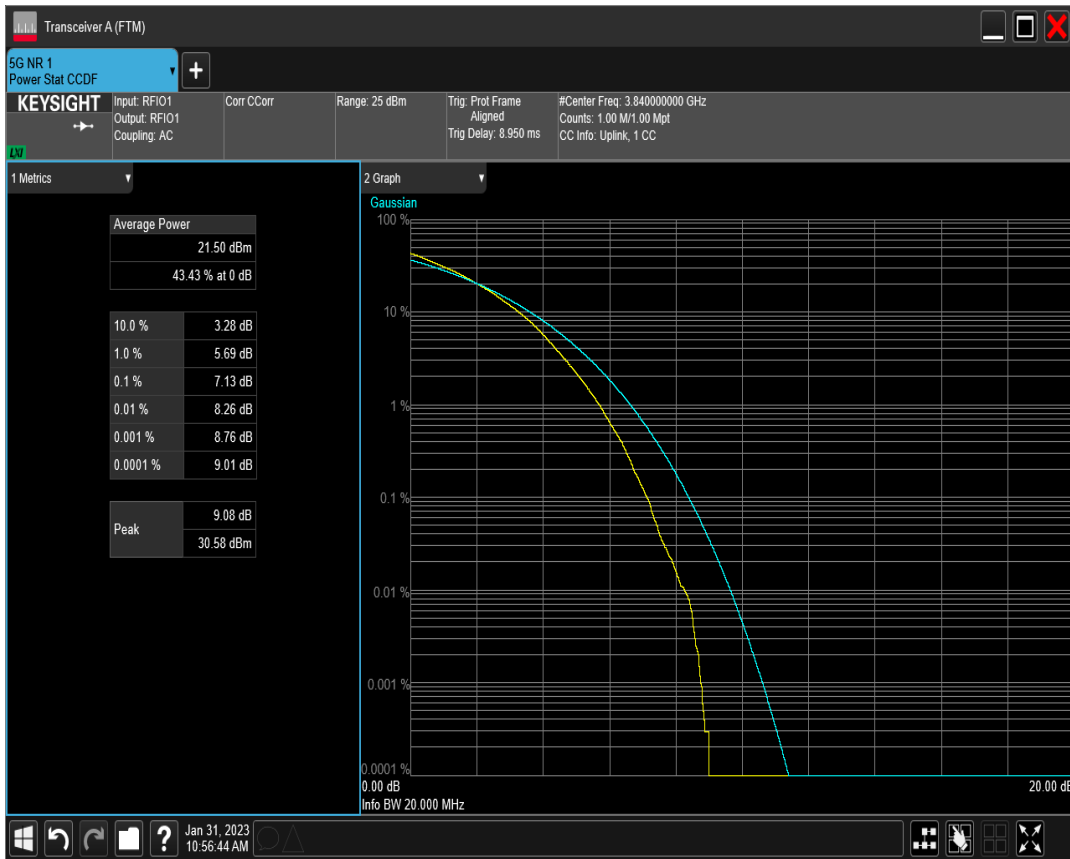 Transceiver A (FTM)
5G NR 1
Power Stat CCDF
+
KEYSIGHT
LXI
Input: RFIO1
Output: RFIO1
Coupling: AC
Corr CCorr
Range: 25 dBm
Trig: Prot Frame
Aligned
Trig Delay: 8.950 ms
#Center Freq: 3.840000000 GHz
Counts: 1.00 M/1.00 Mpt
CC Info: Uplink, 1 CC
1 Metrics
Average Power
21.50 dBm
43.43 % at 0 dB
10.0 % 3.28 dB
1.0 % 5.69 dB
0.1 % 7.13 dB
0.01 % 8.26 dB
0.001 % 8.76 dB
0.0001 % 9.01 dB
Peak
9.08 dB
30.58 dBm
2 Graph
Gaussian
100 %
10 %
1 %
0.1 %
0.01 %
0.001 %
0.0001 %
0.00 dB 20.00 dB
Info BW 20.000 MHz
?
Jan 31, 2023
10:56:44 AM